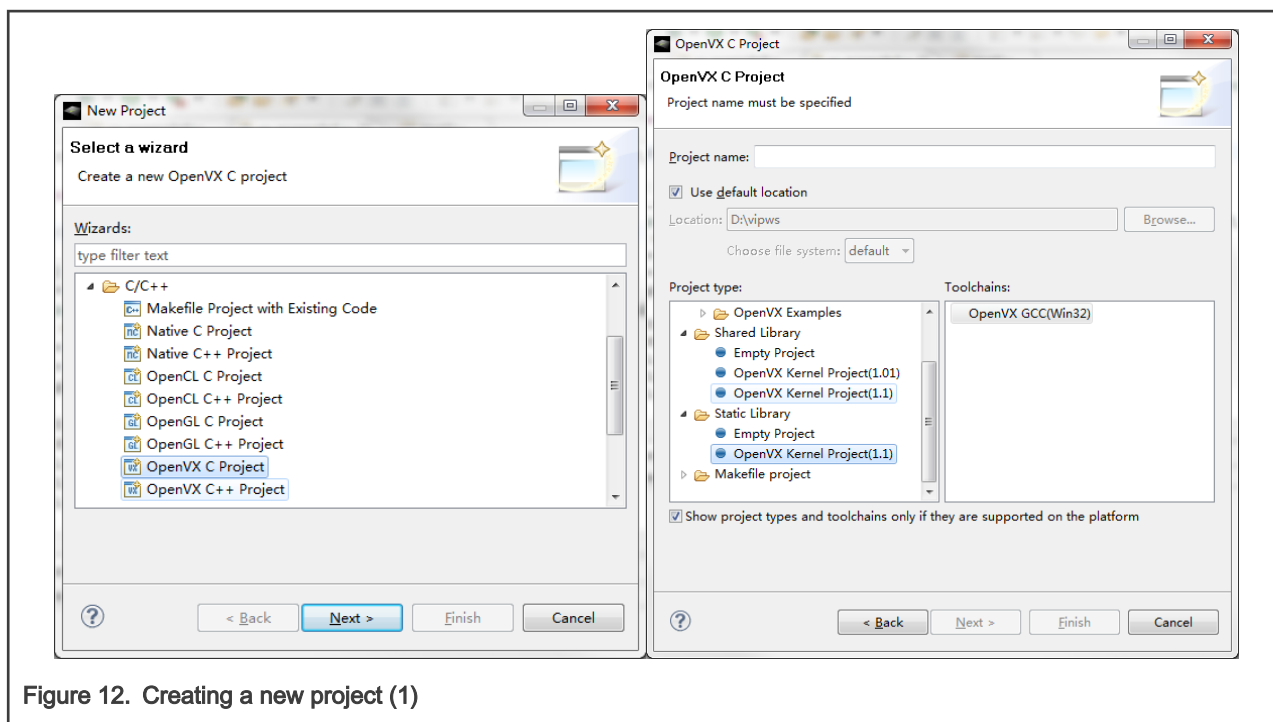 New Project
Select a wizard
Create a new OpenVX C project
Wizards:
type filter text
C/C++
Makefile Project with Existing Code
Native C Project
Native C++ Project
OpenCL C Project
OpenCL C++ Project
OpenGL C Project
OpenGL C++ Project
OpenVX C Project
OpenVX C++ Project
< Back
Next >
Finish
Cancel
OpenVX C Project
OpenVX C Project
Project name must be specified
Project name:
Use default location
Location: D:\vipws
Browse...
Choose file system: default
Project type:
OpenVX Examples
Shared Library
Empty Project
OpenVX Kernel Project(1.01)
OpenVX Kernel Project(1.1)
Static Library
Empty Project
OpenVX Kernel Project(1.1)
Makefile project
Toolchains:
OpenVX GCC(Win32)
Show project types and toolchains only if they are supported on the platform
< Back
Next >
Finish
Cancel
Figure 12. Creating a new project (1)